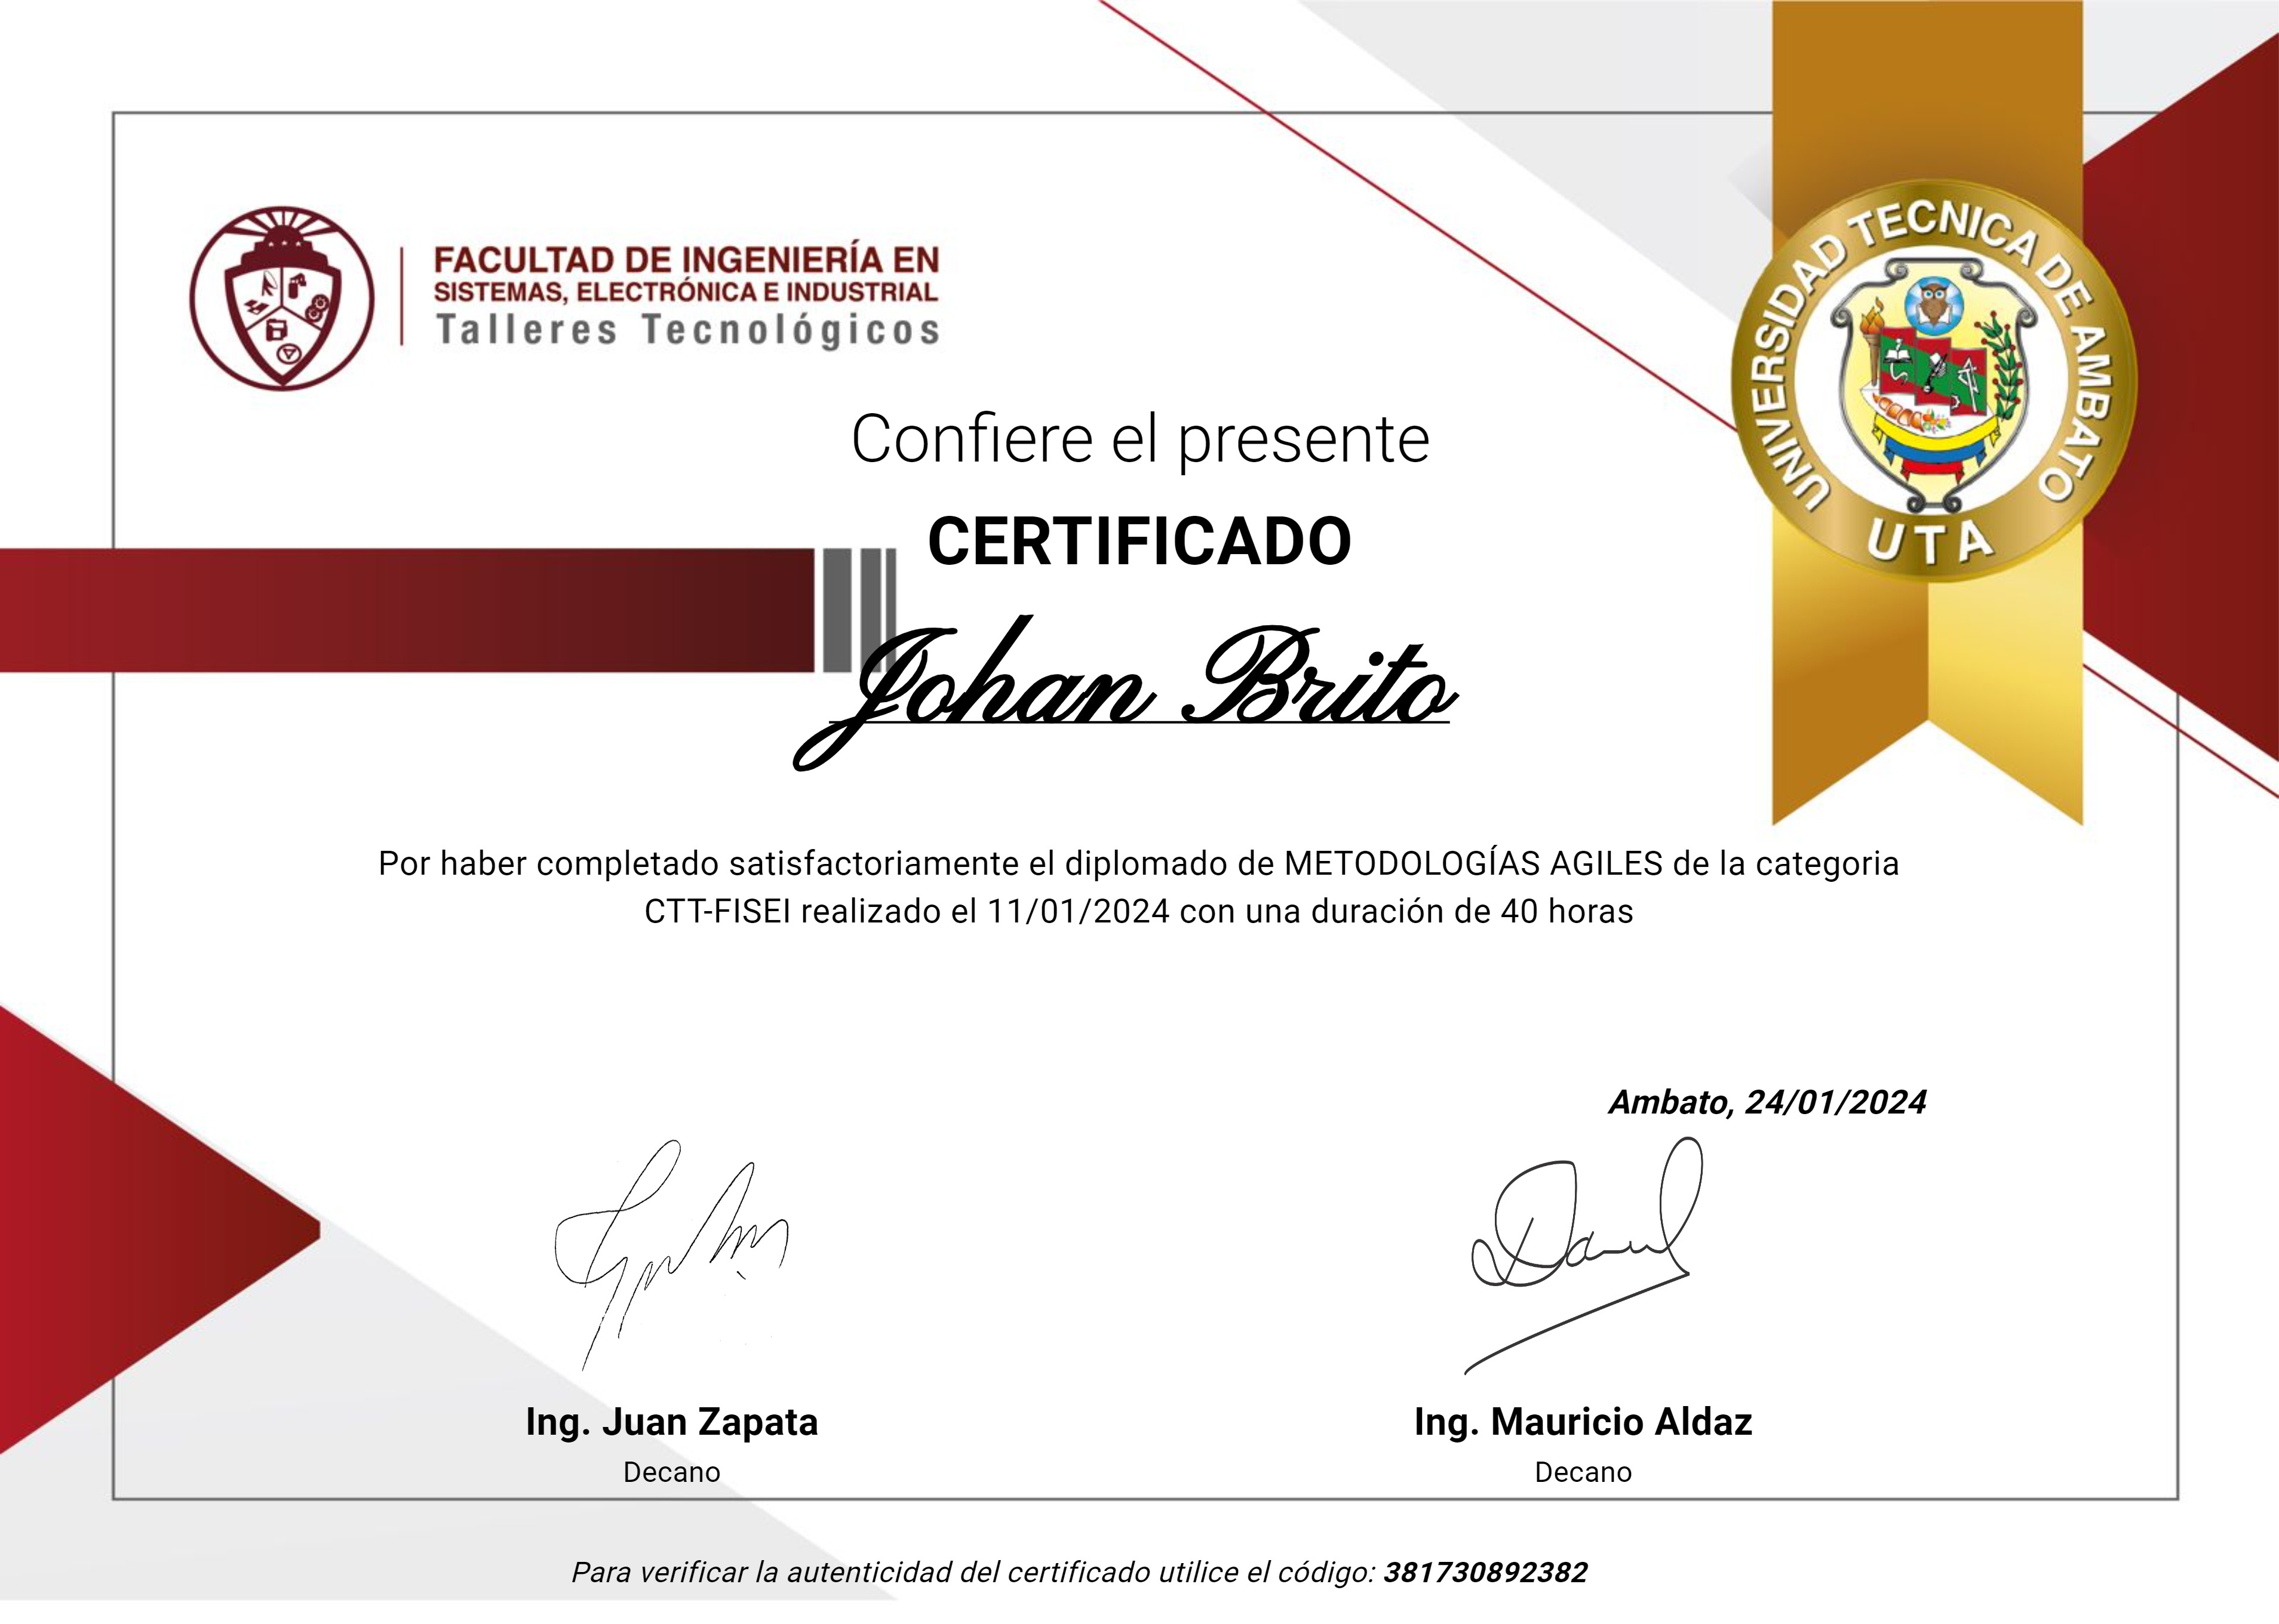 FACULTAD DE INGENIERÍA EN
SISTEMAS, ELECTRÓNICA E INDUSTRIAL
Talleres Tecnológicos
UNIVERSIDAD TECNICA DE AMBATO
UTA
Confiere el presente
CERTIFICADO
Johan Brito
Por haber completado satisfactoriamente el diplomado de METODOLOGÍAS AGILES de la categoria
CTT-FISEI realizado el 11/01/2024 con una duración de 40 horas
Ambato, 24/01/2024
Ing. Juan Zapata
Decano
Ing. Mauricio Aldaz
Decano
Para verificar la autenticidad del certificado utilice el código: 381730892382